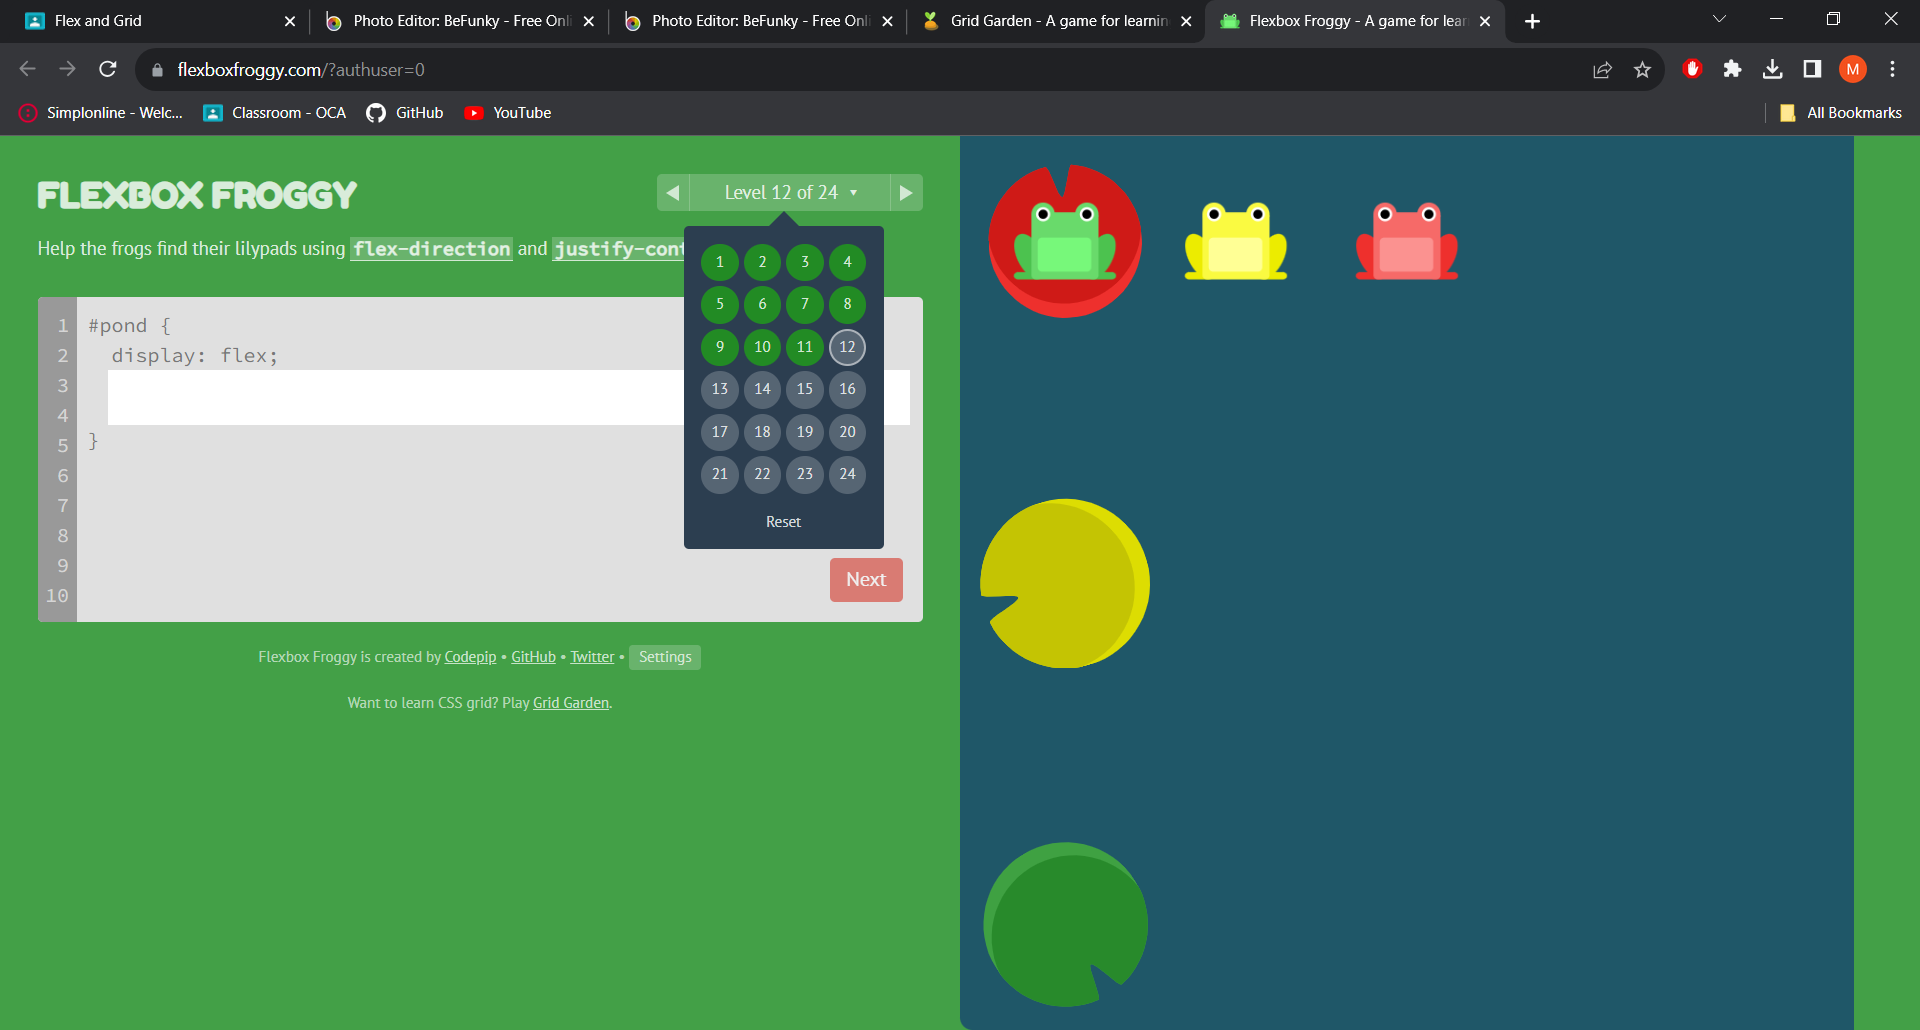 Flex and Grid
Photo Editor: BeFunky - Free Onli
Photo Editor: BeFunky - Free Onli
Grid Garden - A game for learnin
Flexbox Froggy - A game for lear
flexboxfroggy.com/?authuser=0
M
Simplonline - Welc...
Classroom - OCA
GitHub
YouTube
All Bookmarks
FLEXBOX FROGGY
Level 12 of 24
Help the frogs find their lilypads using flex-direction and justify-cont
1 2 3 4
5 6 7 8
9 10 11 12
13 14 15 16
17 18 19 20
21 22 23 24
Reset
1 #pond {
2 display: flex;
3
4
5 }
6
7
8
9
10
Next
Flexbox Froggy is created by Codepip • GitHub • Twitter • Settings
Want to learn CSS grid? Play Grid Garden.